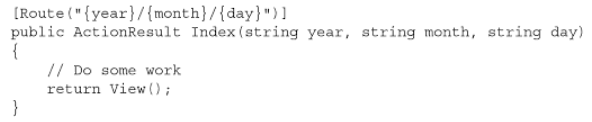 [Route("{year}/{month}/{day}")]
public ActionResult Index(string year, string month, string day)
{
    // Do some work
    return View();
}